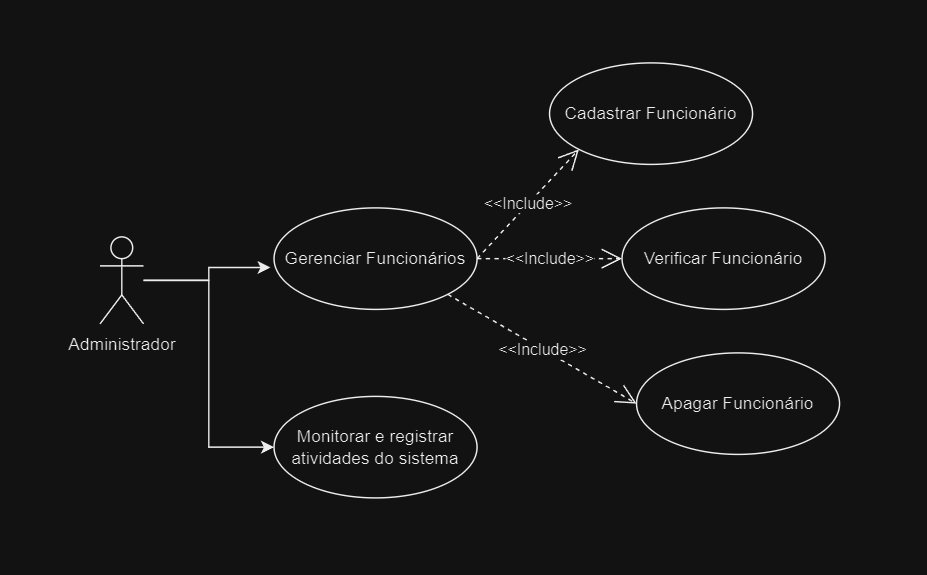 Cadastrar Funcionário
<<Include>>
Gerenciar Funcionários
<<Include>>
Verificar Funcionário
Administrador
<<Include>>
Apagar Funcionário
Monitorar e registrar
atividades do sistema